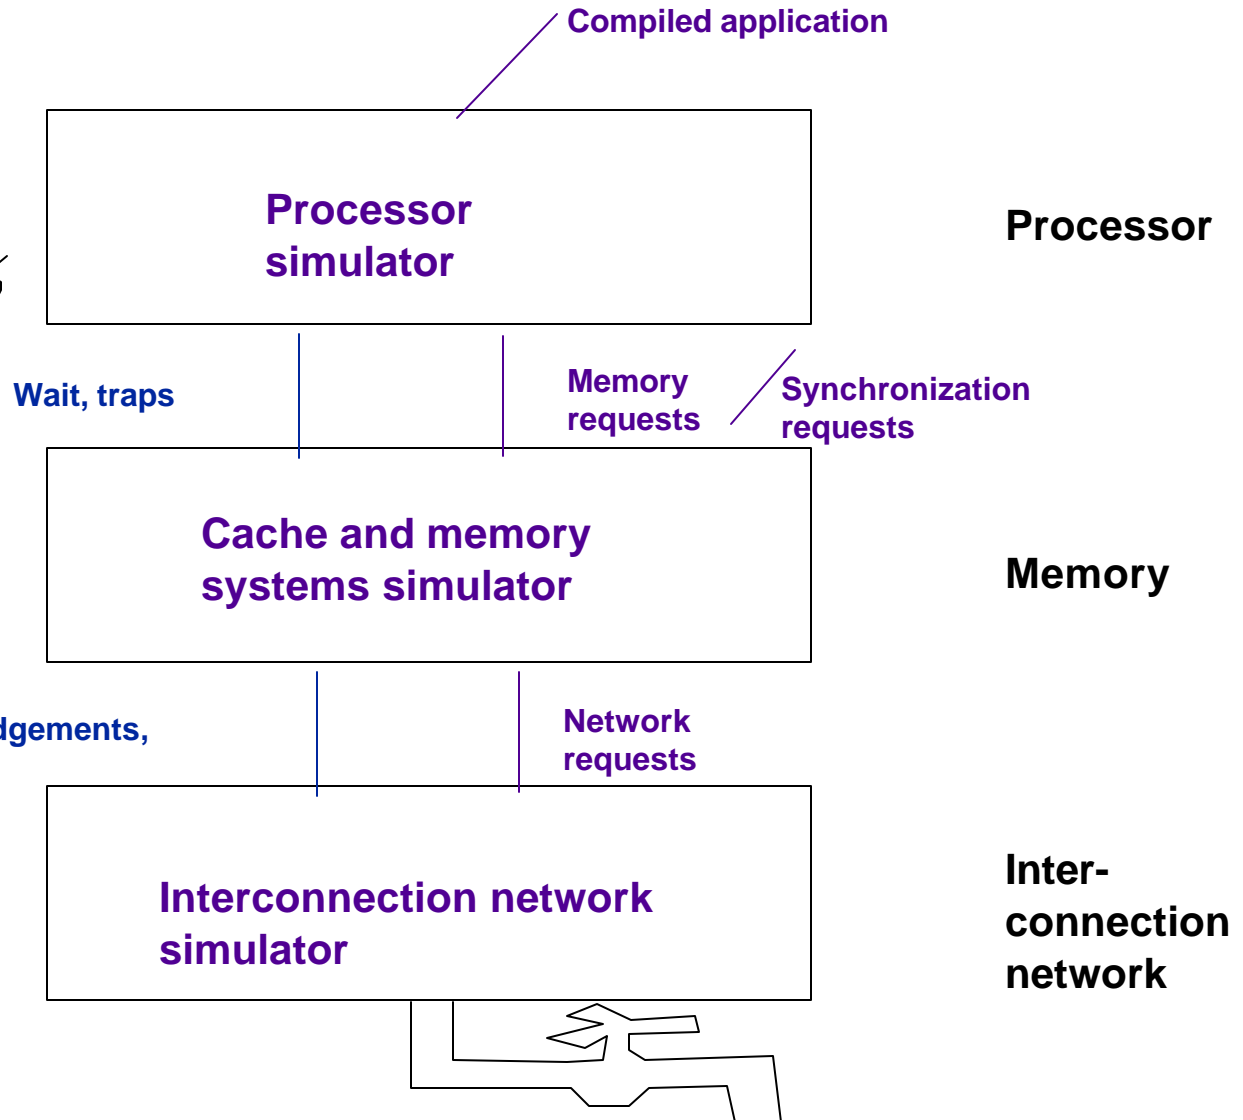 Compiled application
Processor
simulator
Processor
Wait, traps
Memory
requests
Synchronization
requests
Cache and memory
systems simulator
Memory
dgements,
Network
requests
Interconnection network
simulator
Inter-
connection
network